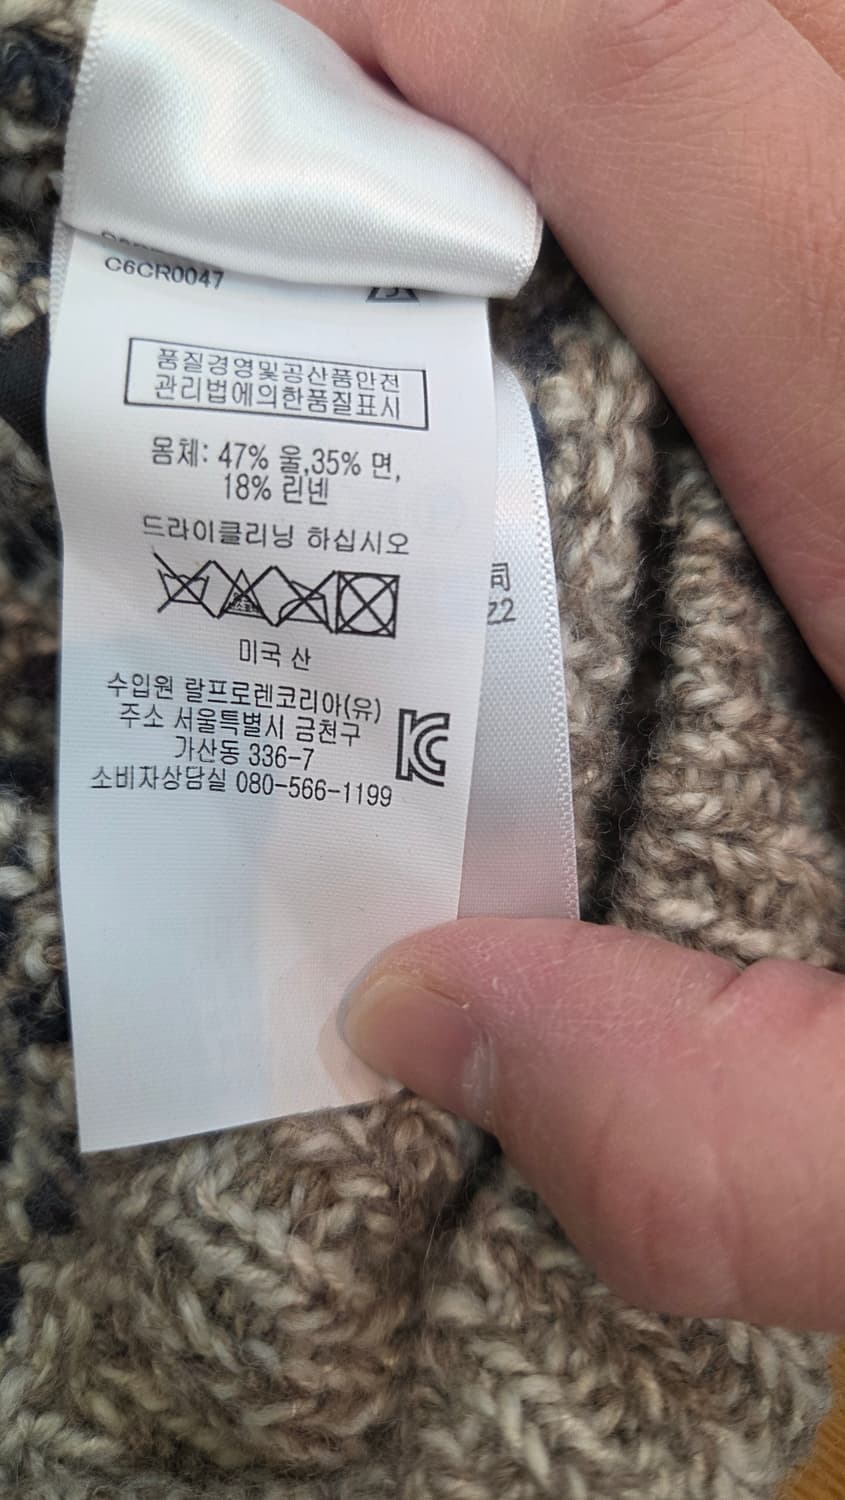 C6CR0047
품질경영및공산품안전
관리법에의한품질표시
몸체: 47% 울,35% 면,
18% 린넨
드라이클리닝 하십시오
미국 산
수입원 랄프로렌코리아(유)
주소 서울특별시 금천구
가산동 336-7
소비자상담실 080-566-1199
司
22